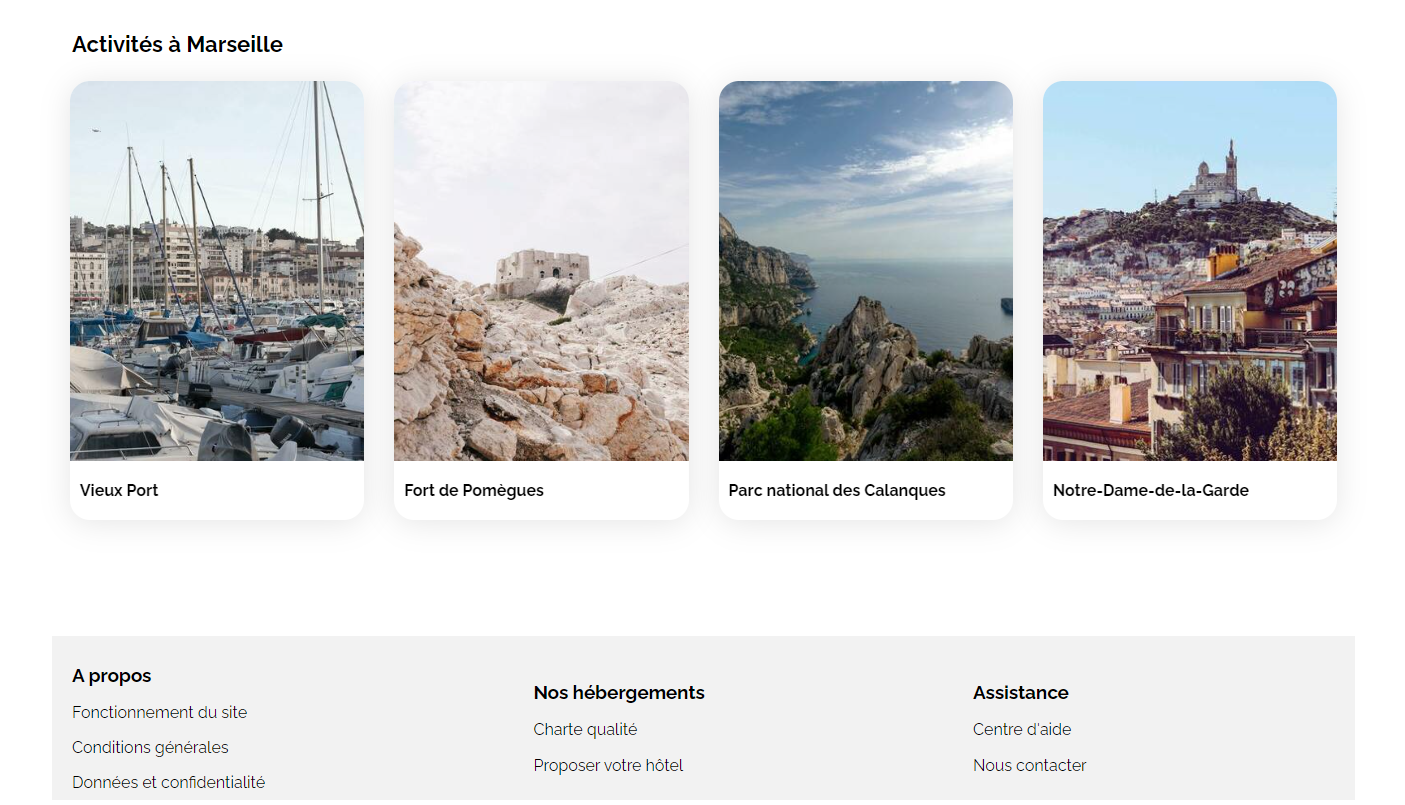 Activités à Marseille
Vieux Port
Fort de Pomègues
Parc national des Calanques
Notre-Dame-de-la-Garde
A propos
Fonctionnement du site
Conditions générales
Données et confidentialité
Nos hébergements
Charte qualité
Proposer votre hôtel
Assistance
Centre d'aide
Nous contacter